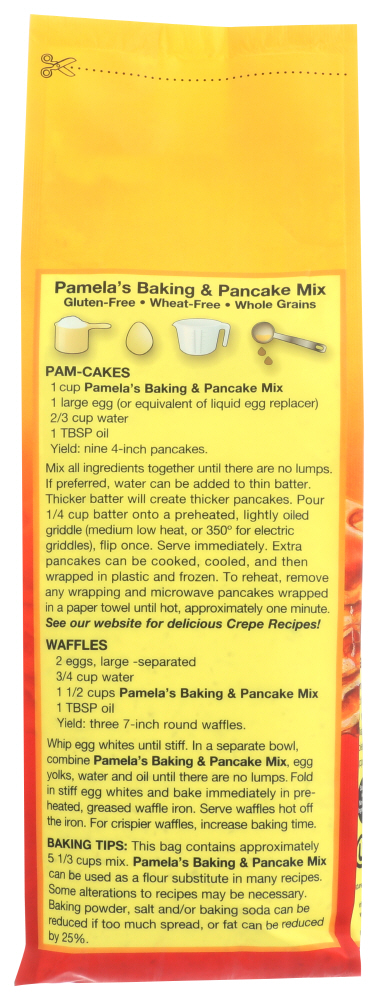 Pamela's Baking & Pancake Mix
Gluten-Free • Wheat-Free • Whole Grains
PAM-CAKES
1 cup Pamela's Baking & Pancake Mix
1 large egg (or equivalent of liquid egg replacer)
2/3 cup water
1 TBSP oil
Yield: nine 4-inch pancakes.
Mix all ingredients together until there are no lumps.
If preferred, water can be added to thin batter.
Thicker batter will create thicker pancakes. Pour
1/4 cup batter onto a preheated, lightly oiled
griddle (medium low heat, or 350º for electric
griddles), flip once. Serve immediately. Extra
pancakes can be cooked, cooled, and then
wrapped in plastic and frozen. To reheat, remove
any wrapping and microwave pancakes wrapped
in a paper towel until hot, approximately one minute.
See our website for delicious Crepe Recipes!
WAFFLES
2 eggs, large -separated
3/4 cup water
1 1/2 cups Pamela's Baking & Pancake Mix
1 TBSP oil
Yield: three 7-inch round waffles.
Whip egg whites until stiff. In a separate bowl,
combine Pamela's Baking & Pancake Mix, egg
yolks, water and oil until there are no lumps. Fold
in stiff egg whites and bake immediately in pre-
heated, greased waffle iron. Serve waffles hot off
the iron. For crispier waffles, increase baking time.
BAKING TIPS: This bag contains approximately
5 1/3 cups mix. Pamela's Baking & Pancake Mix
can be used as a flour substitute in many recipes.
Some alterations to recipes may be necessary.
Baking powder, salt and/or baking soda can be
reduced if too much spread, or fat can be reduced
by 25%.